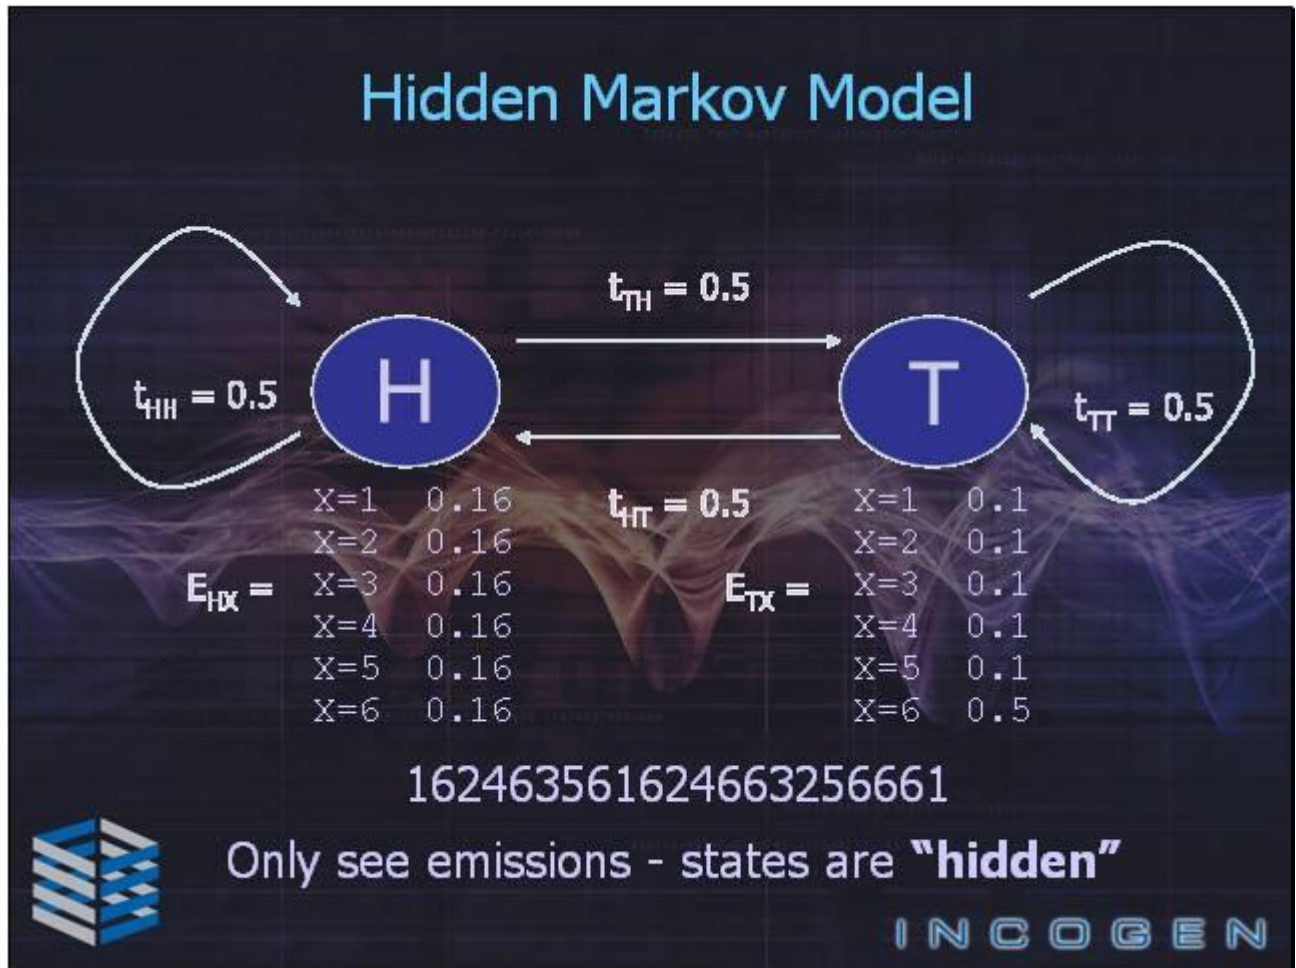 Hidden Markov Model
tTH = 0.5
H
T
tHH = 0.5
tTT = 0.5
tHT = 0.5
EHX =
X=1 0.16
X=2 0.16
X=3 0.16
X=4 0.16
X=5 0.16
X=6 0.16
ETX =
X=1 0.1
X=2 0.1
X=3 0.1
X=4 0.1
X=5 0.1
X=6 0.5
162463561624663256661
Only see emissions - states are “hidden”
INCOGEN